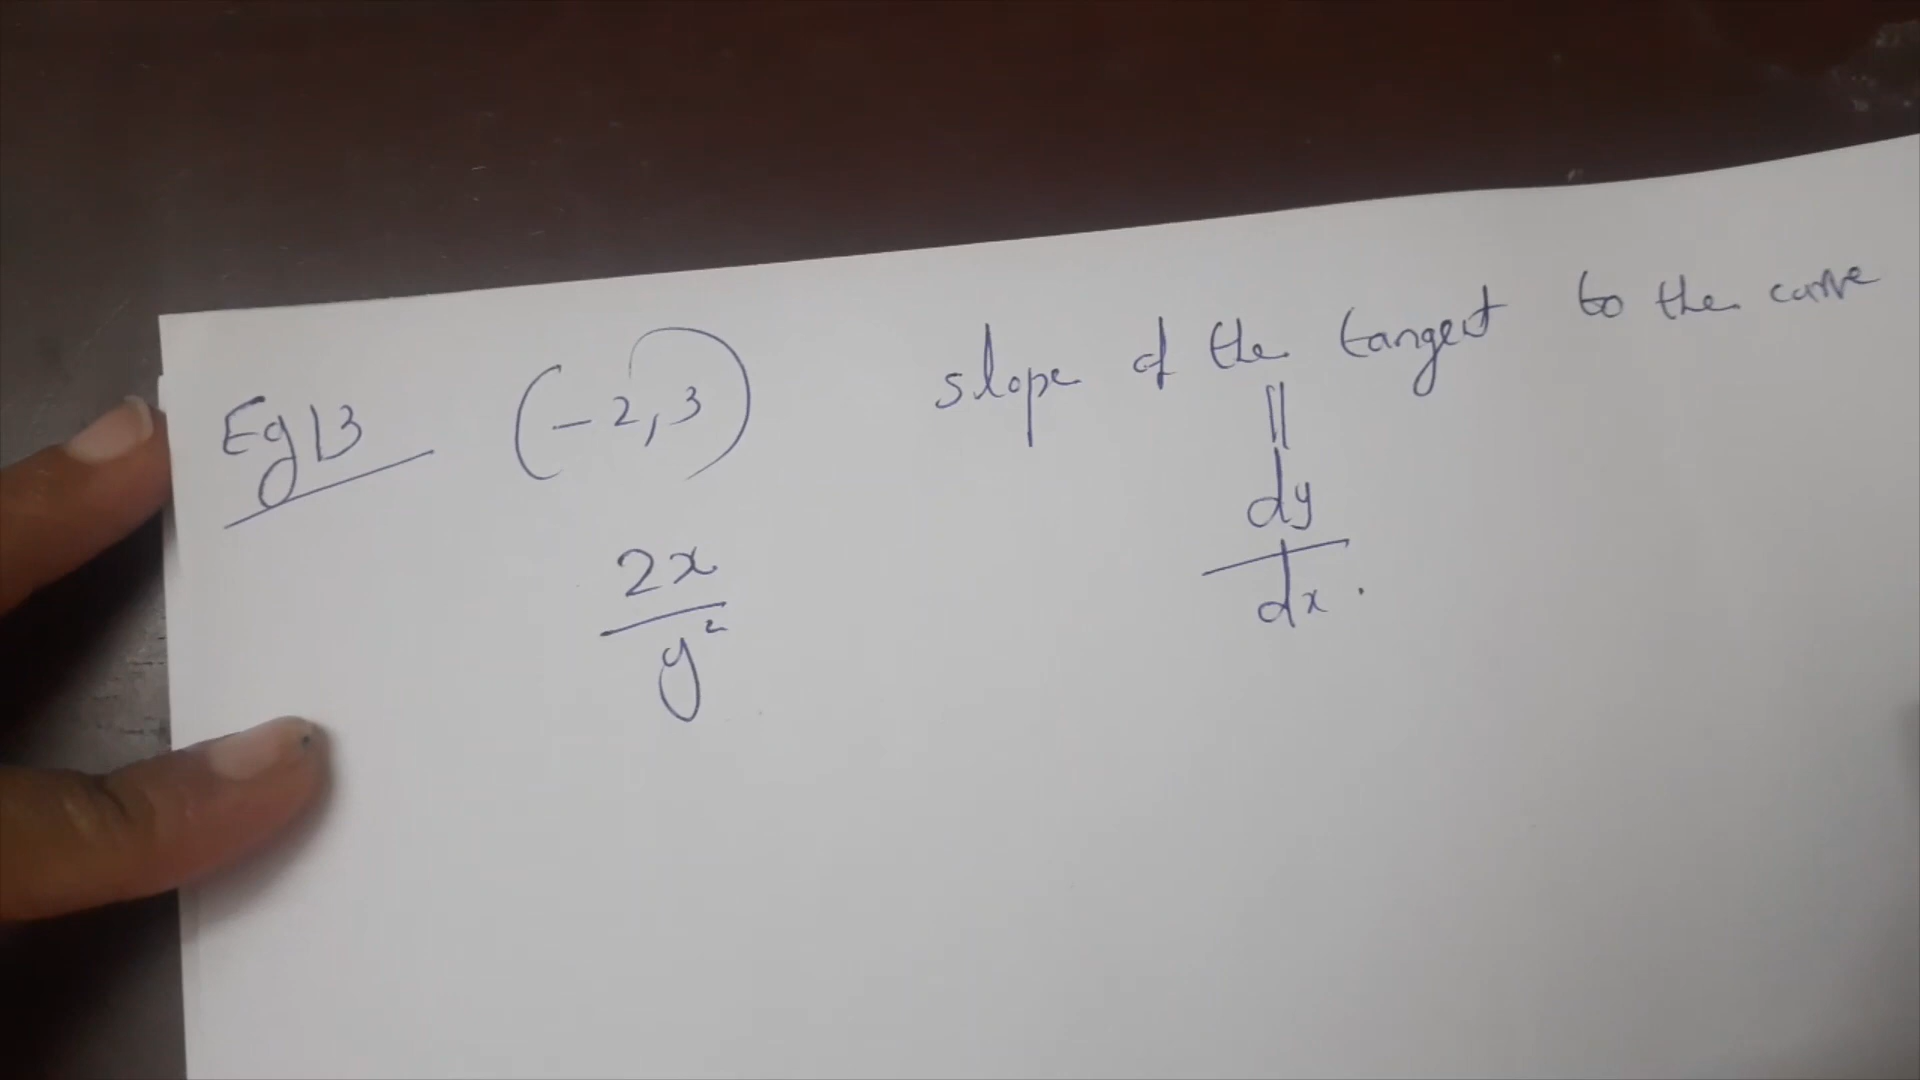 Eg 13 (-2, 3) slope of the tangent to the curve
||
2x/y² dy/dx.